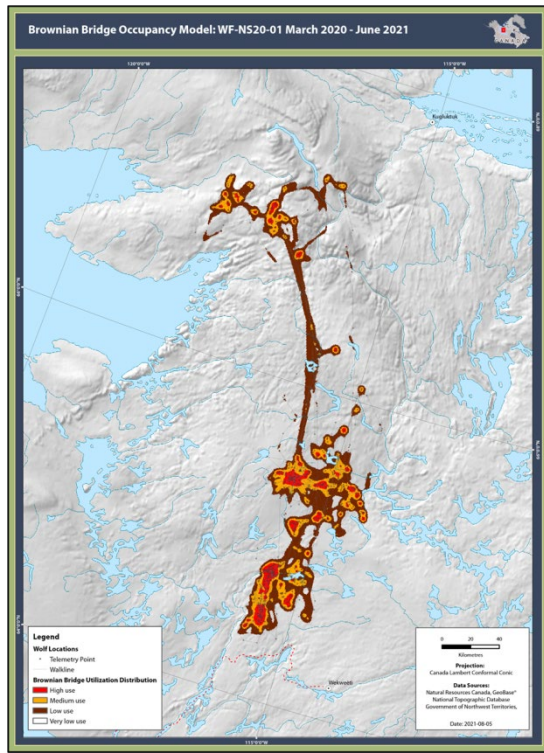 Brownian Bridge Occupancy Model: WF-NS20-01 March 2020 - June 2021
CANADA
Kugluktuk
Wekweètì
Legend
Wolf Locations
Telemetry Point
Walkline
Brownian Bridge Utilization Distribution
High use
Medium use
Low use
Very low use
0 20 40
Kilometres
Projection:
Canada Lambert Conformal Conic
Data Sources:
Natural Resources Canada, GeoBase®
National Topographic Database
Government of Northwest Territories,
Date: 2021-08-05